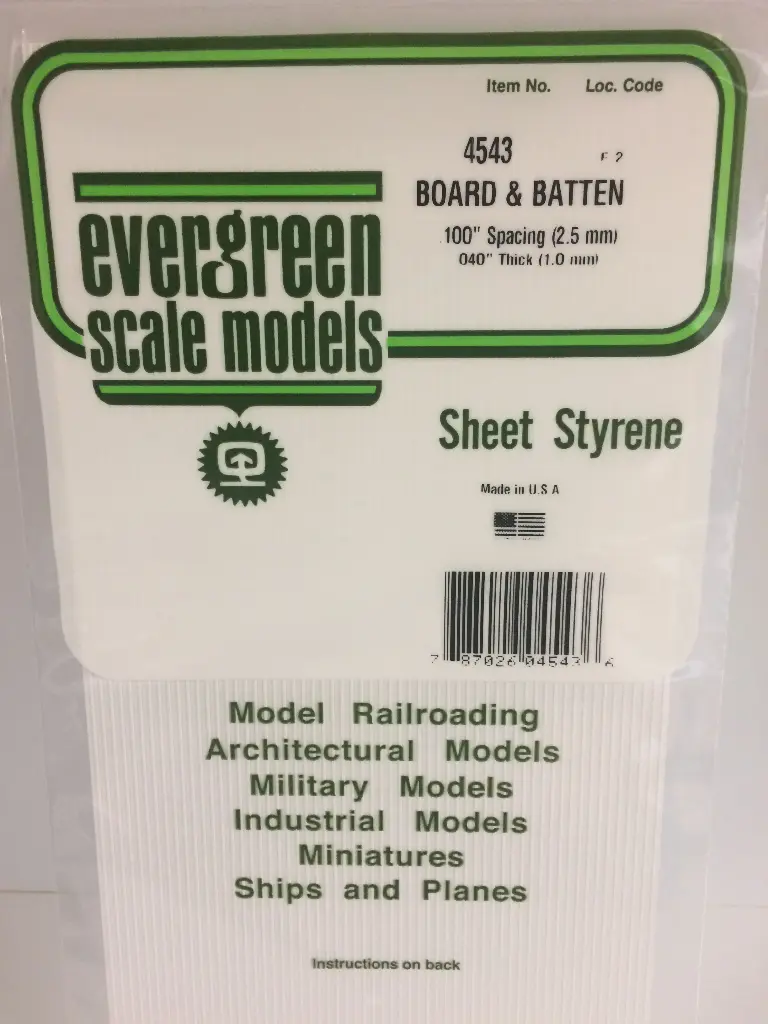 Item No. Loc. Code
4543 F 2
BOARD & BATTEN
.100" Spacing (2.5 mm)
040" Thick (1.0 mm)
evergreen
scale models
Sheet Styrene
Made in U.S A
7 87026 04543 6
Model Railroading
Architectural Models
Military Models
Industrial Models
Miniatures
Ships and Planes
Instructions on back